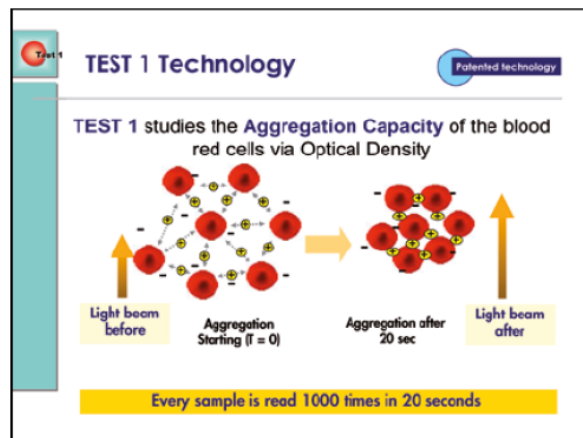 Test 1
TEST 1 Technology
Patented technology
TEST 1 studies the Aggregation Capacity of the blood
red cells via Optical Density
Light beam
before
Aggregation
Starting (T = 0)
Aggregation after
20 sec
Light beam
after
Every sample is read 1000 times in 20 seconds